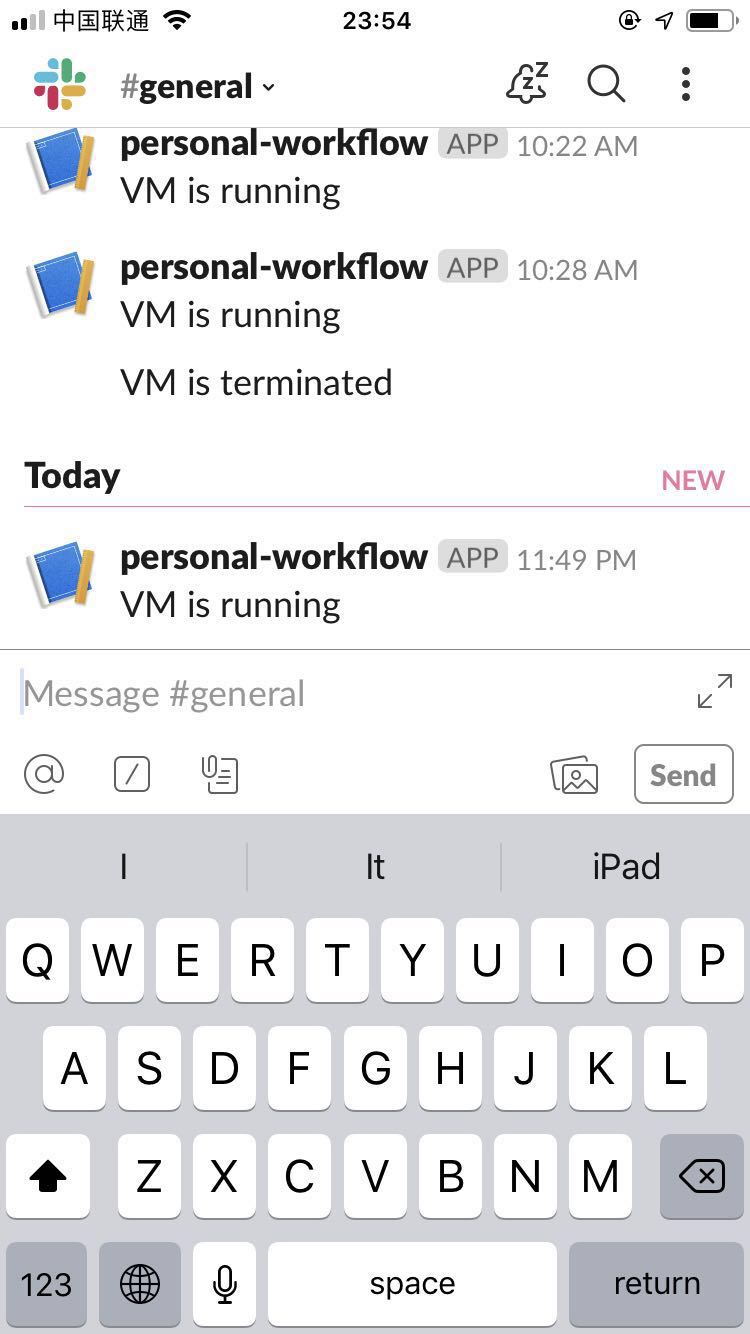 中国联通 23:54
#general
personal-workflow APP 10:22 AM
VM is running
personal-workflow APP 10:28 AM
VM is running
VM is terminated
Today NEW
personal-workflow APP 11:49 PM
VM is running
Message #general
@ / Send
I It iPad
Q W E R T Y U I O P
A S D F G H J K L
Z X C V B N M
123 space return